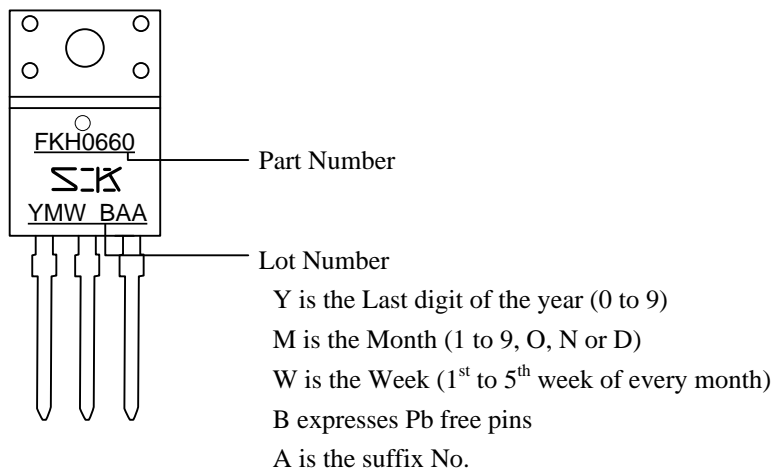 FKH0660
SK
YMW BAA
Part Number
Lot Number
Y is the Last digit of the year (0 to 9)
M is the Month (1 to 9, O, N or D)
W is the Week (1st to 5th week of every month)
B expresses Pb free pins
A is the suffix No.